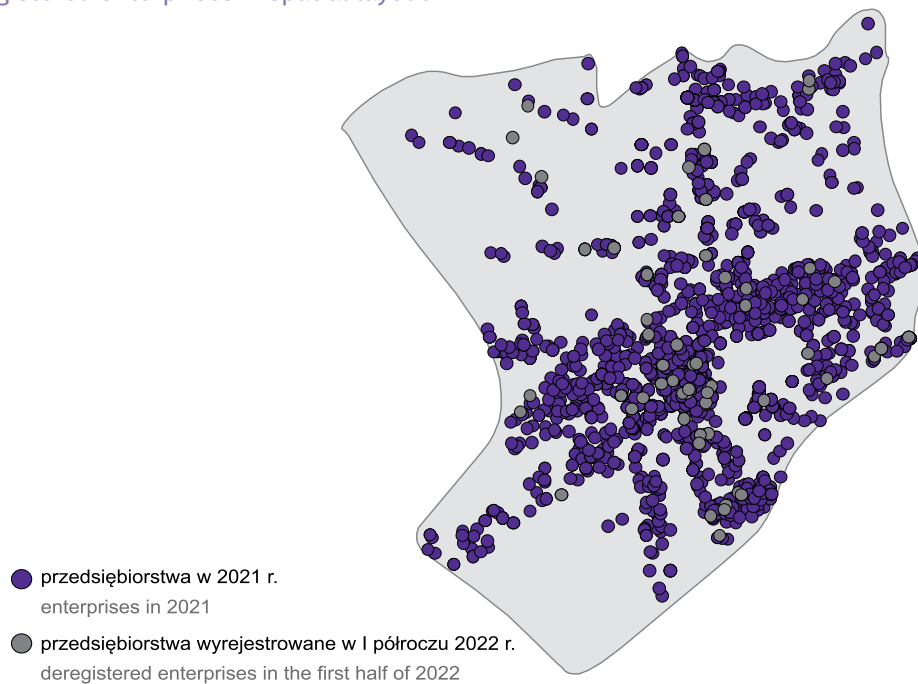 przedsiębiorstwa w 2021 r.
enterprises in 2021
przedsiębiorstwa wyrejestrowane w I półroczu 2022 r.
deregistered enterprises in the first half of 2022